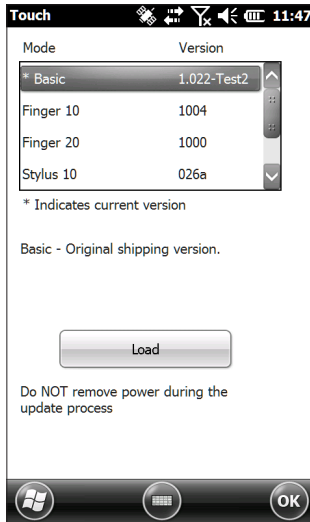 Touch 11:47
Mode Version
* Basic 1.022-Test2
Finger 10 1004
Finger 20 1000
Stylus 10 026a
* Indicates current version
Basic - Original shipping version.
Load
Do NOT remove power during the
update process
OK